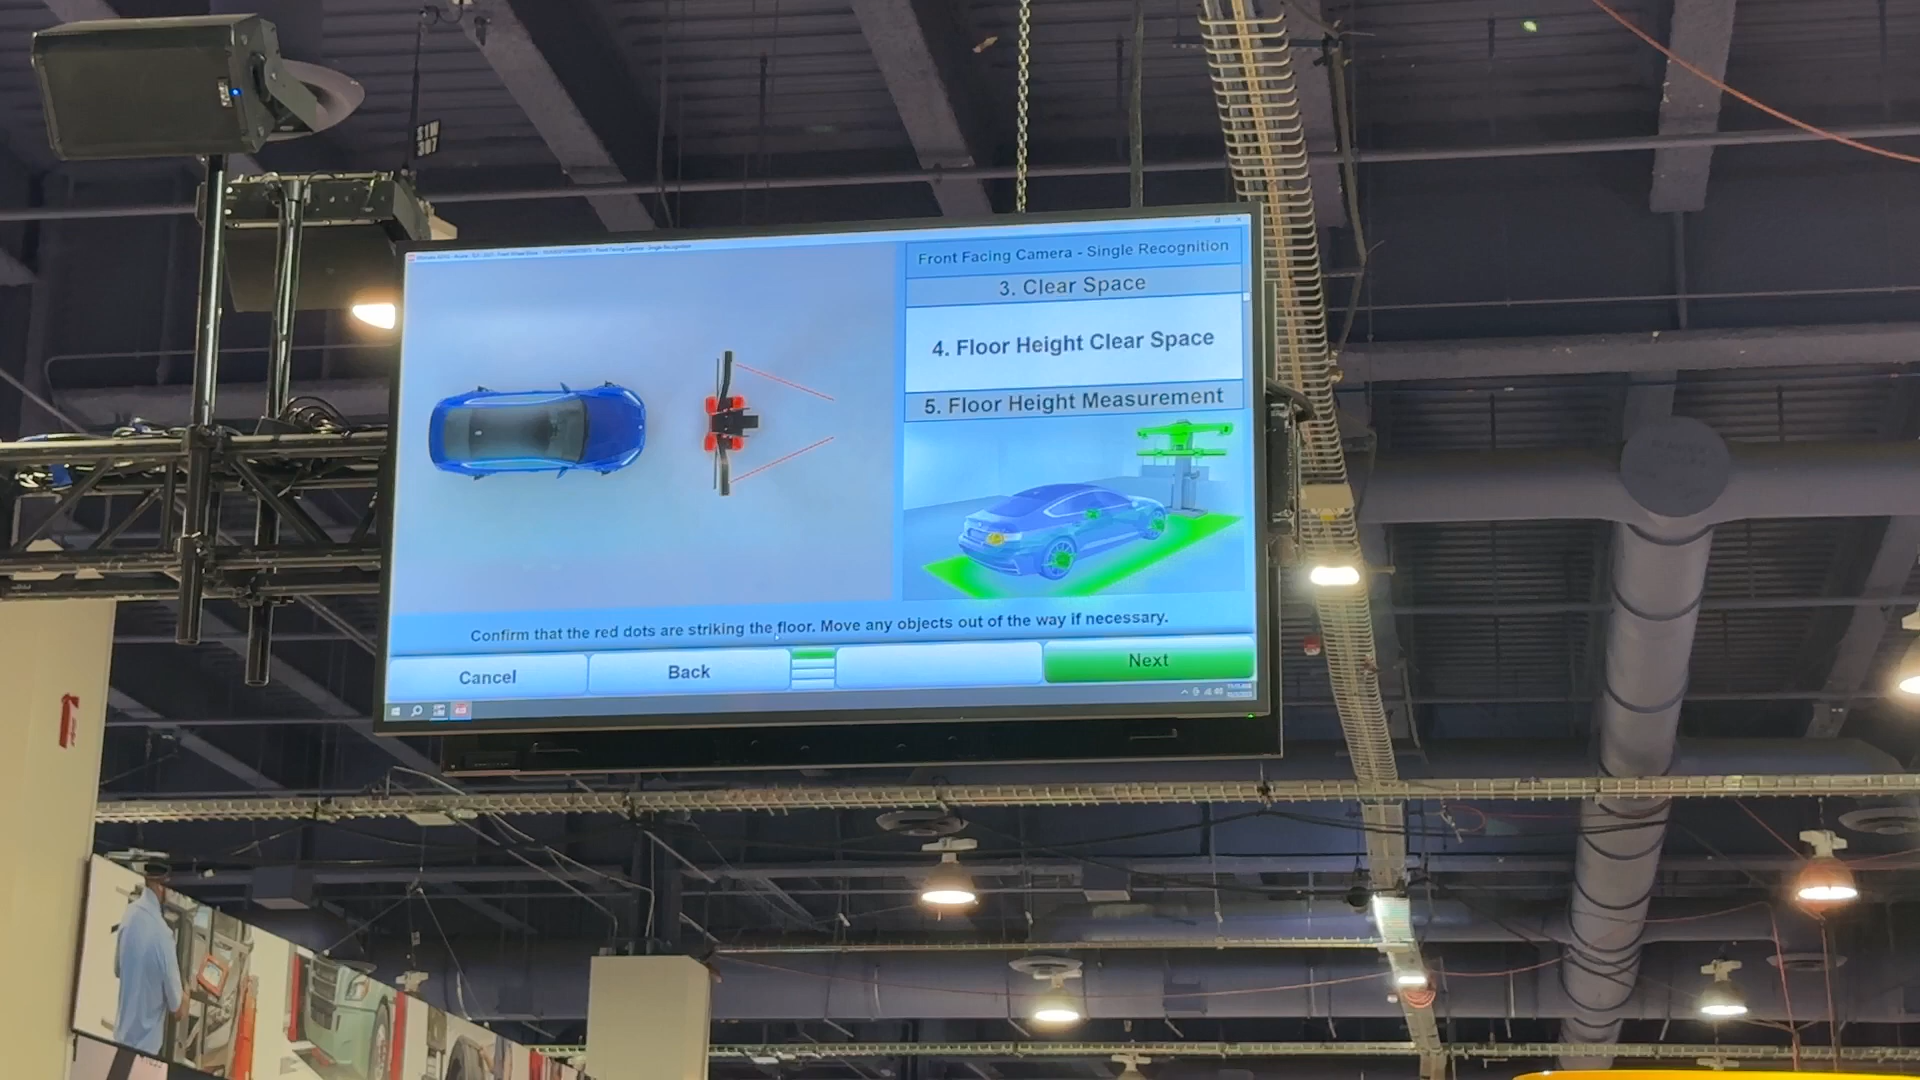 S1W
307
Front Facing Camera - Single Recognition
3. Clear Space
4. Floor Height Clear Space
5. Floor Height Measurement
Confirm that the red dots are striking the floor. Move any objects out of the way if necessary.
Cancel
Back
Next